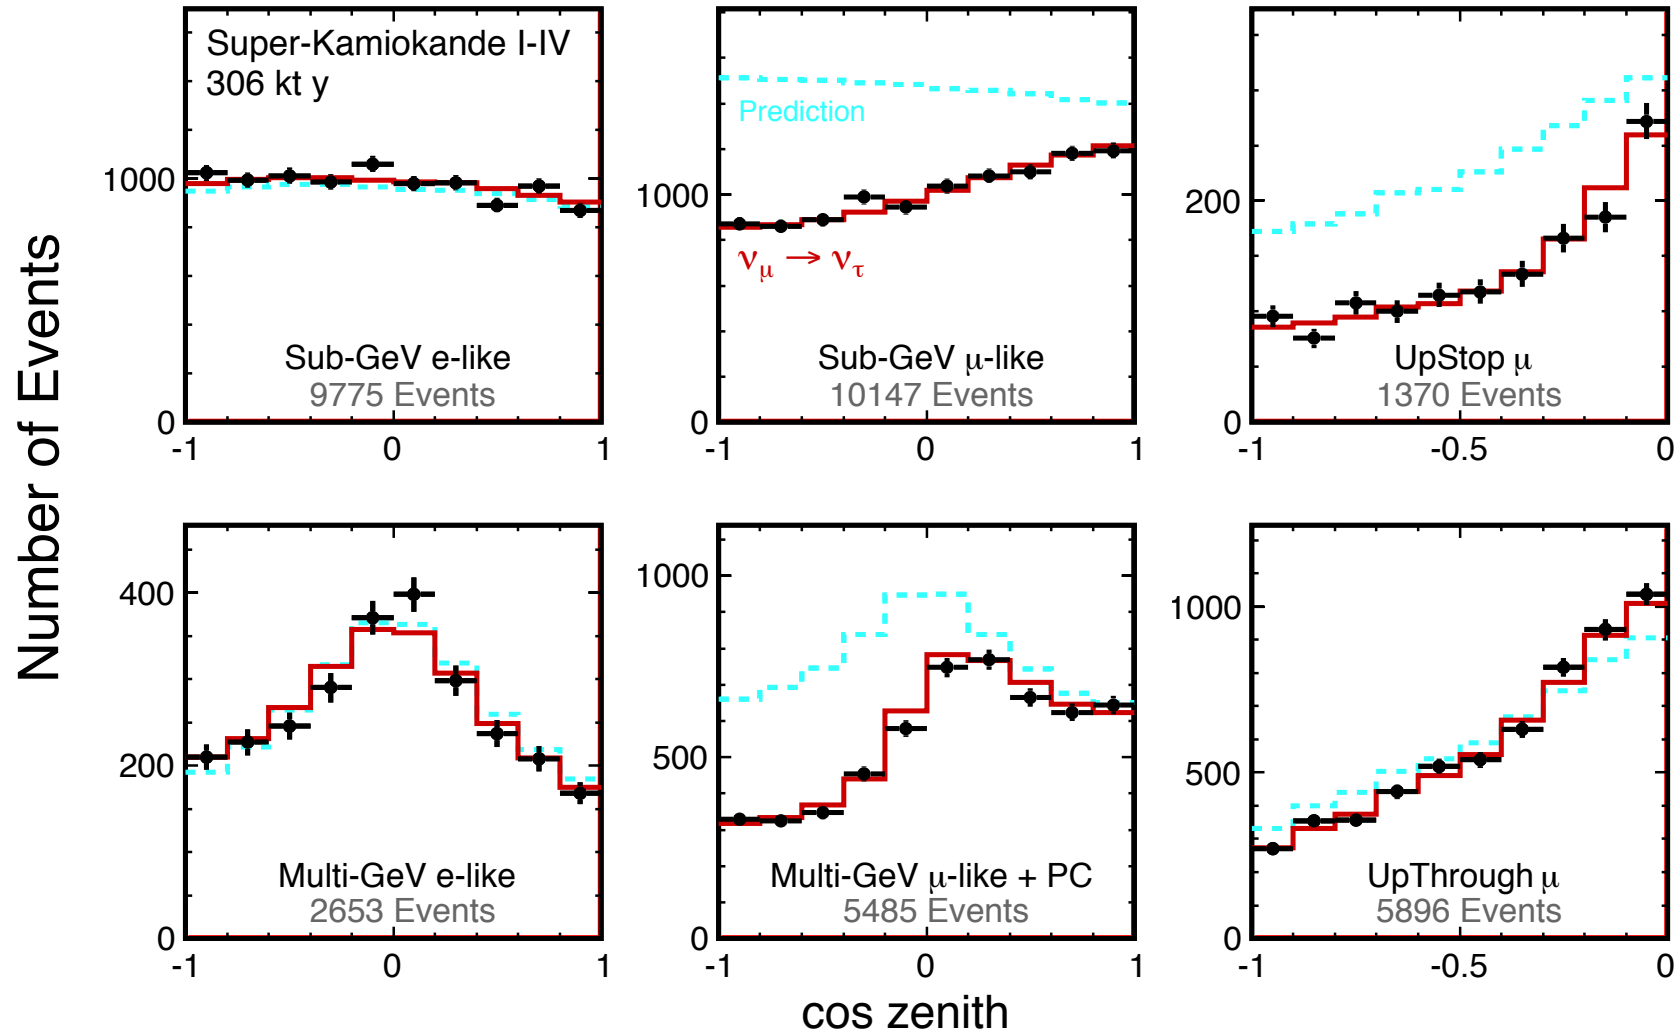 Number of Events
Super-Kamiokande I-IV
306 kt y
1000
0
-1
0
1
Sub-GeV e-like
9775 Events
Prediction
νμ → ντ
1000
0
-1
0
1
Sub-GeV μ-like
10147 Events
200
0
-1
-0.5
0
UpStop μ
1370 Events
400
200
0
-1
0
1
Multi-GeV e-like
2653 Events
1000
500
0
-1
0
1
Multi-GeV μ-like + PC
5485 Events
1000
500
0
-1
-0.5
0
UpThrough μ
5896 Events
cos zenith